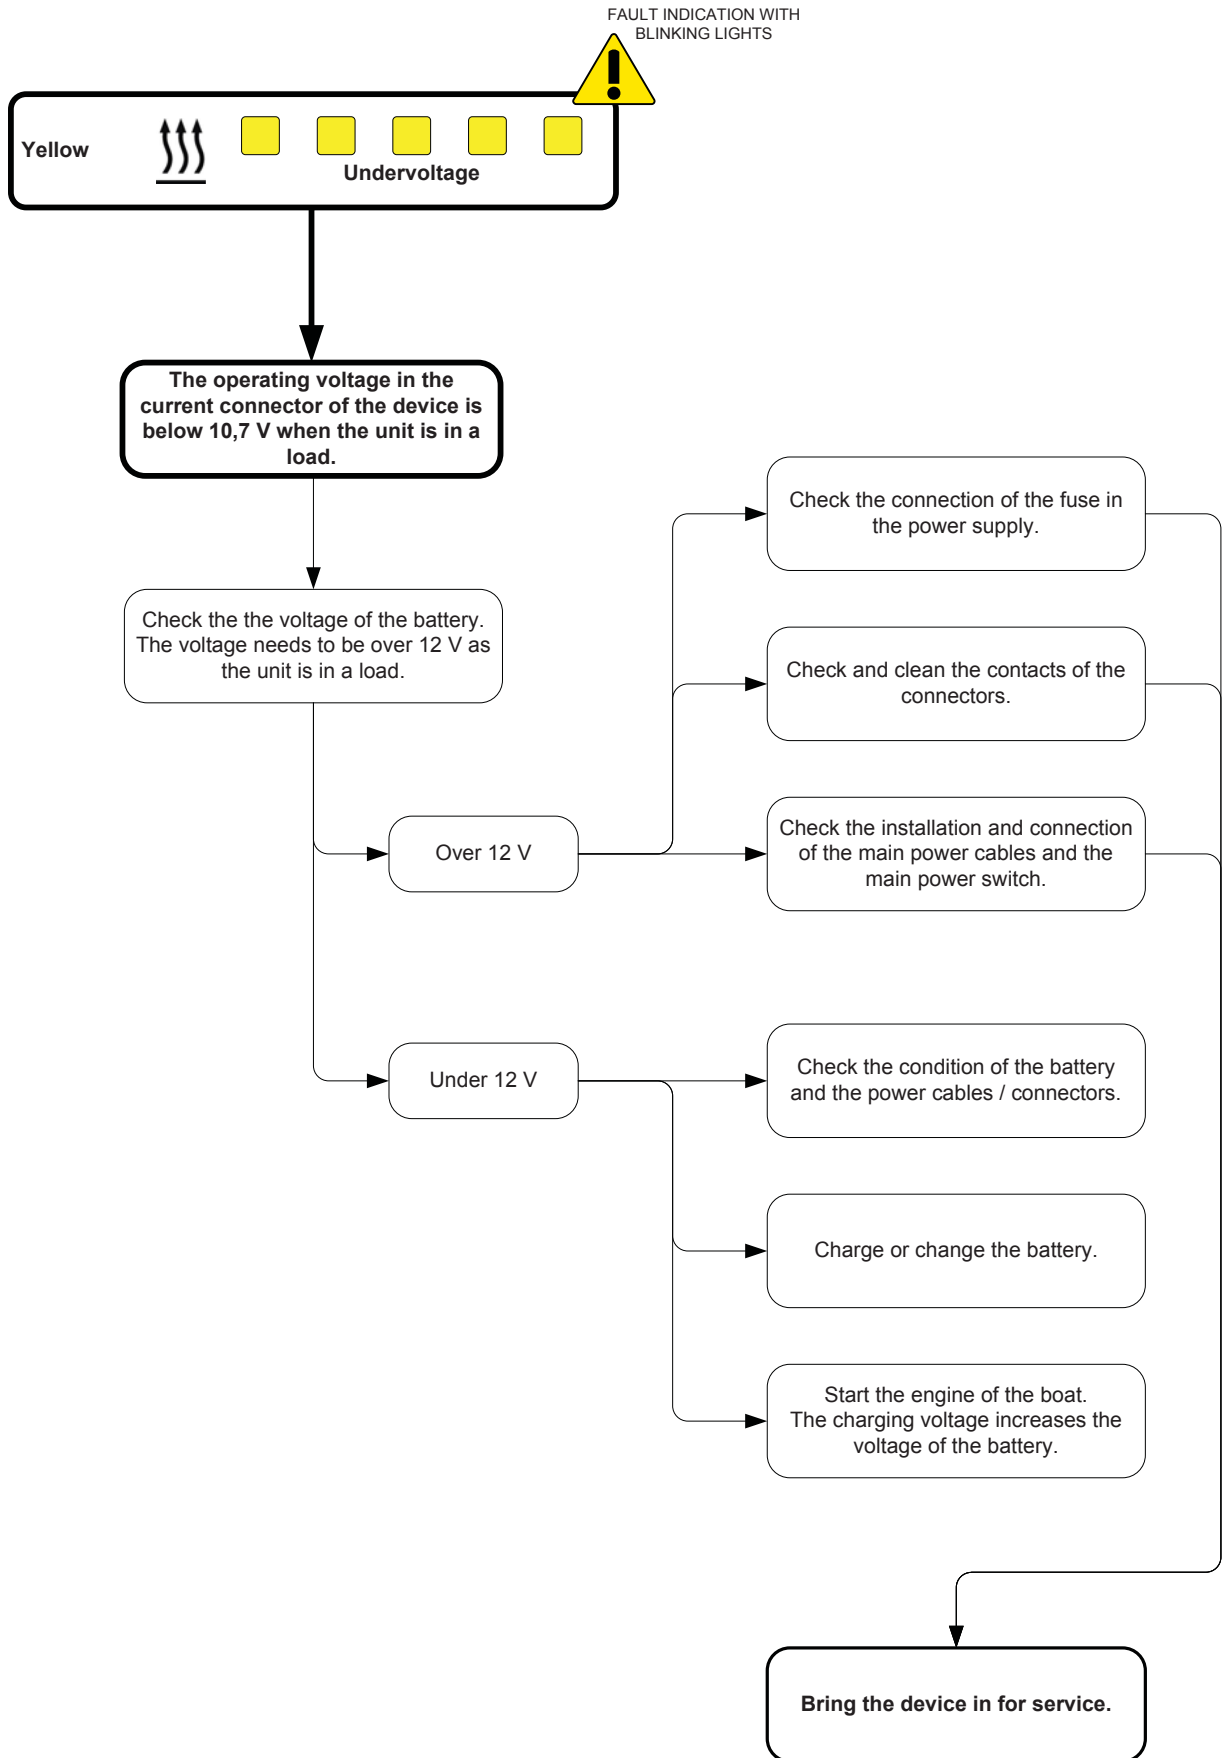 FAULT INDICATION WITH
BLINKING LIGHTS
Yellow
Undervoltage
The operating voltage in the
current connector of the device is
below 10,7 V when the unit is in a
load.
Check the the voltage of the battery.
The voltage needs to be over 12 V as
the unit is in a load.
Over 12 V
Check the connection of the fuse in
the power supply.
Check and clean the contacts of the
connectors.
Check the installation and connection
of the main power cables and the
main power switch.
Under 12 V
Check the condition of the battery
and the power cables / connectors.
Charge or change the battery.
Start the engine of the boat.
The charging voltage increases the
voltage of the battery.
Bring the device in for service.